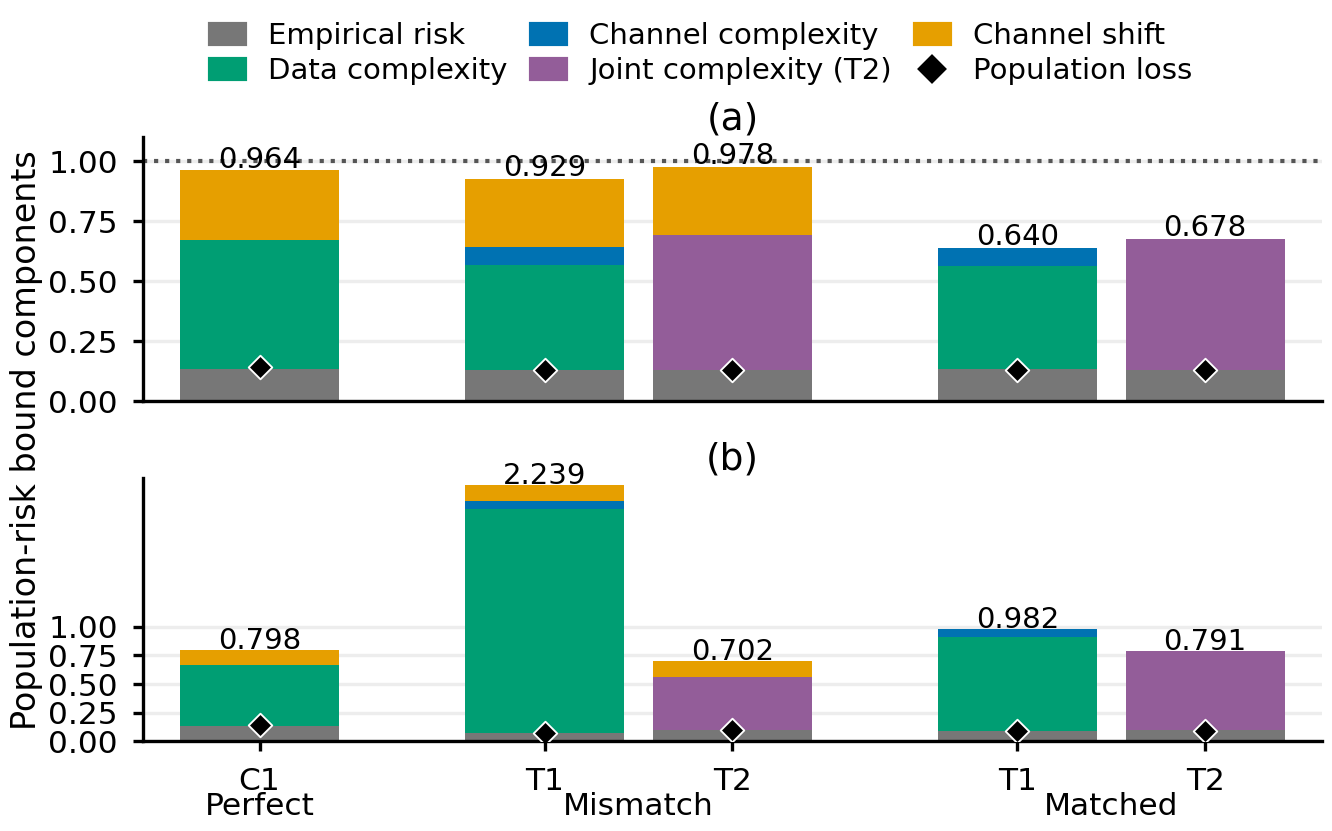 Empirical risk
Data complexity
Channel complexity
Joint complexity (T2)
Channel shift
Population loss
Population-risk bound components
(a)
1.00
0.75
0.50
0.25
0.00
0.964
0.929
0.978
0.640
0.678
(b)
1.00
0.75
0.50
0.25
0.00
0.798
2.239
0.702
0.982
0.791
C1 T1 T2 T1 T2
Perfect Mismatch Matched